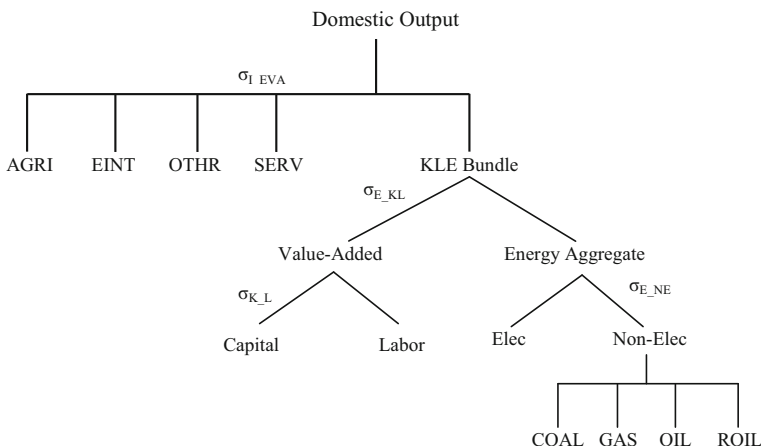 Domestic Output
σI_EVA
AGRI EINT OTHR SERV KLE Bundle
σE_KL
Value-Added Energy Aggregate
σK_L σE_NE
Capital Labor Elec Non-Elec
COAL GAS OIL ROIL